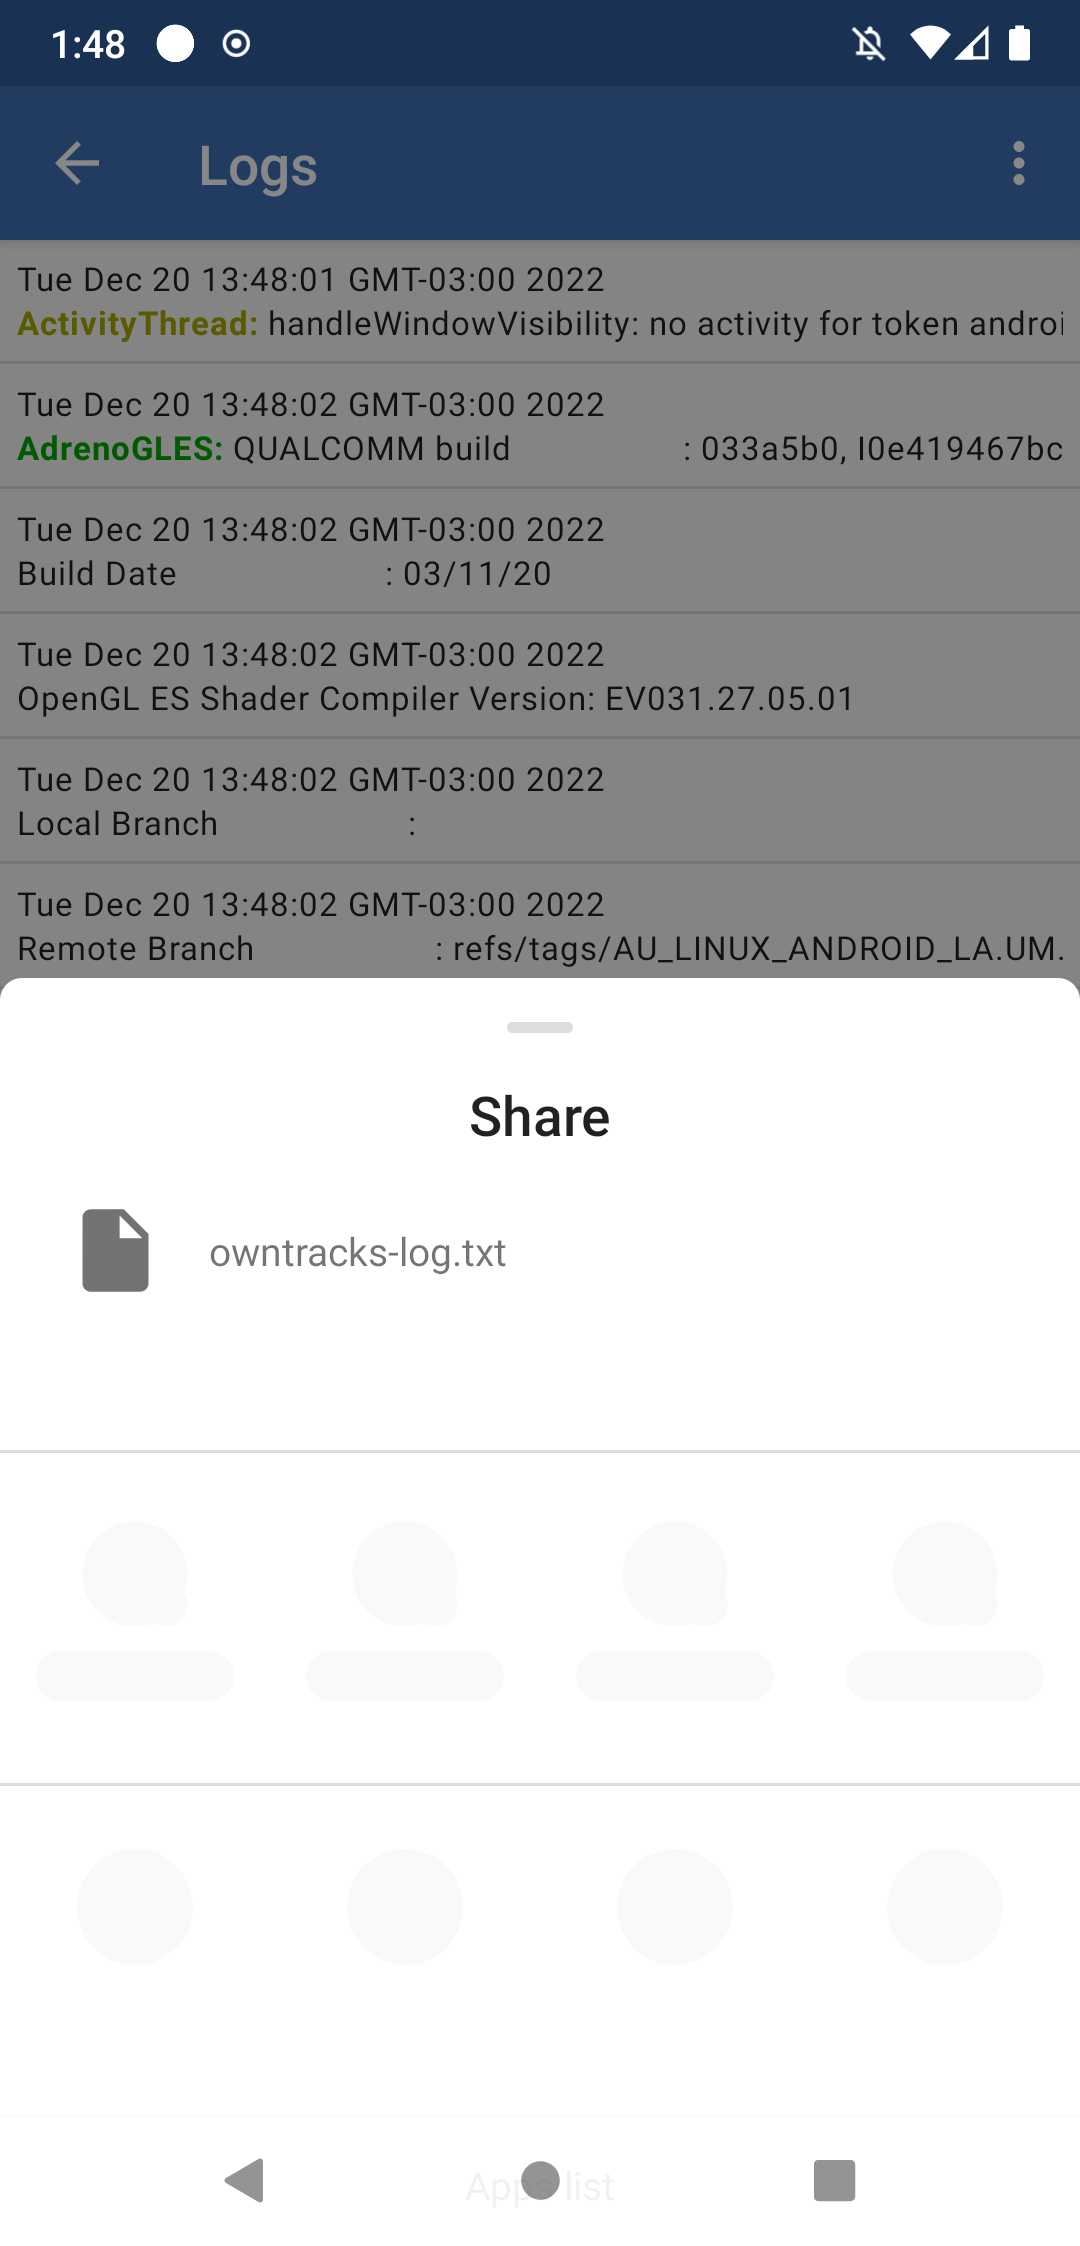 1:48
Logs
Tue Dec 20 13:48:01 GMT-03:00 2022
ActivityThread: handleWindowVisibility: no activity for token androi
Tue Dec 20 13:48:02 GMT-03:00 2022
AdrenoGLES: QUALCOMM build : 033a5b0, I0e419467bc
Tue Dec 20 13:48:02 GMT-03:00 2022
Build Date : 03/11/20
Tue Dec 20 13:48:02 GMT-03:00 2022
OpenGL ES Shader Compiler Version: EV031.27.05.01
Tue Dec 20 13:48:02 GMT-03:00 2022
Local Branch :
Tue Dec 20 13:48:02 GMT-03:00 2022
Remote Branch : refs/tags/AU_LINUX_ANDROID_LA.UM.
Share
owntracks-log.txt
Apps list